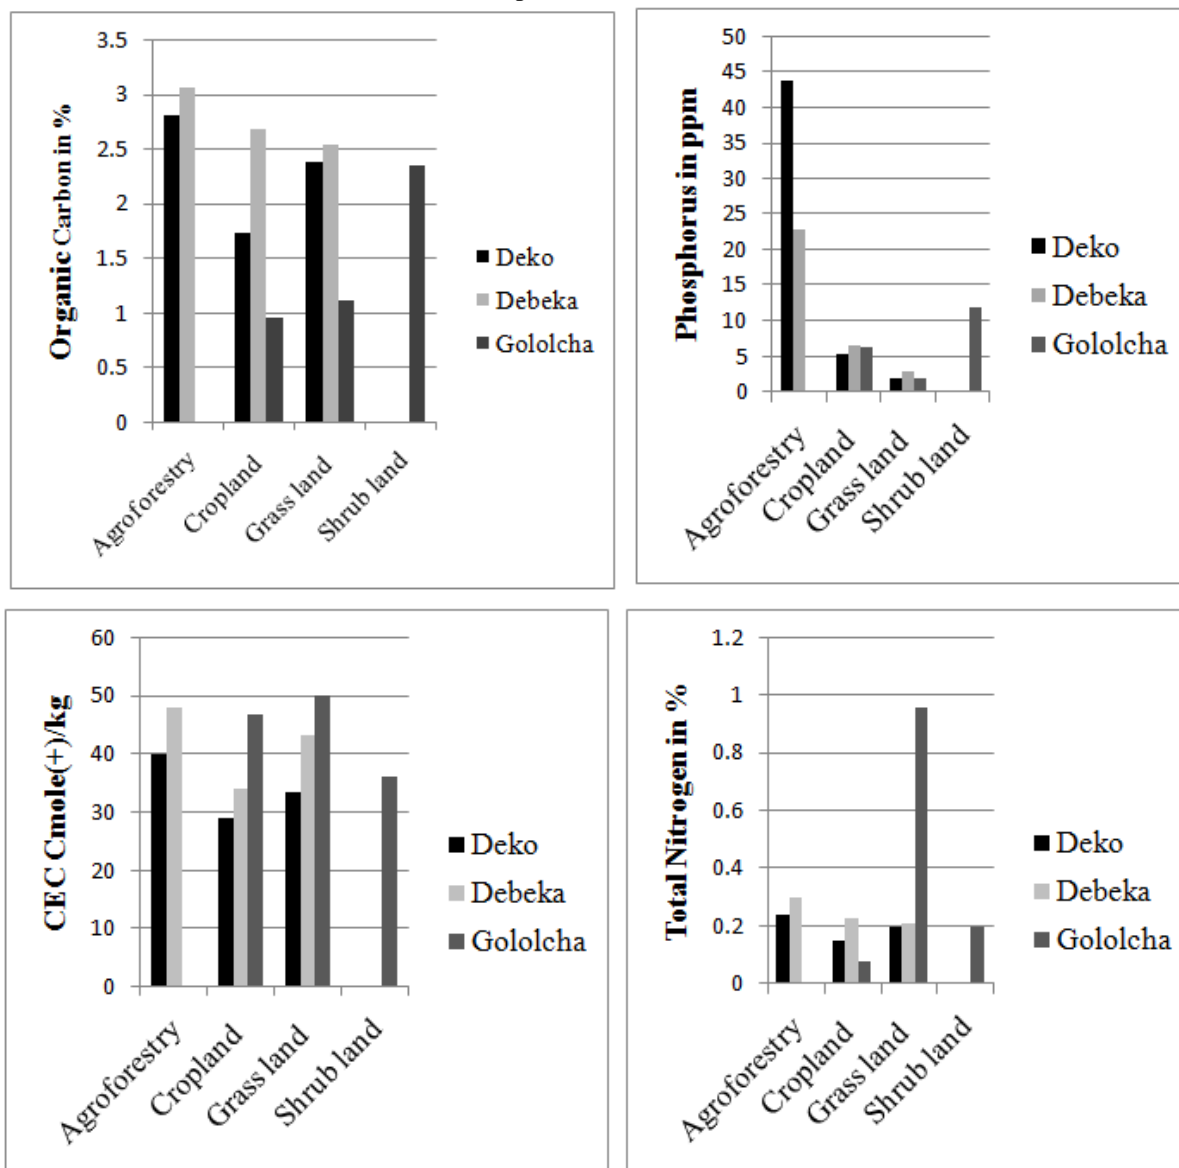 Organic Carbon in %
3.5
3
2.5
2
1.5
1
0.5
0
Agroforestry
Cropland
Grass land
Shrub land
Deko
Debeka
Gololcha
Phosphorus in ppm
50
45
40
35
30
25
20
15
10
5
0
Agroforestry
Cropland
Grass land
Shrub land
Deko
Debeka
Gololcha
CEC Cmole(+)/kg
60
50
40
30
20
10
0
Agroforestry
Cropland
Grass land
Shrub land
Deko
Debeka
Gololcha
Total Nitrogen in %
1.2
1
0.8
0.6
0.4
0.2
0
Agroforestry
Cropland
Grass land
Shrub land
Deko
Debeka
Gololcha